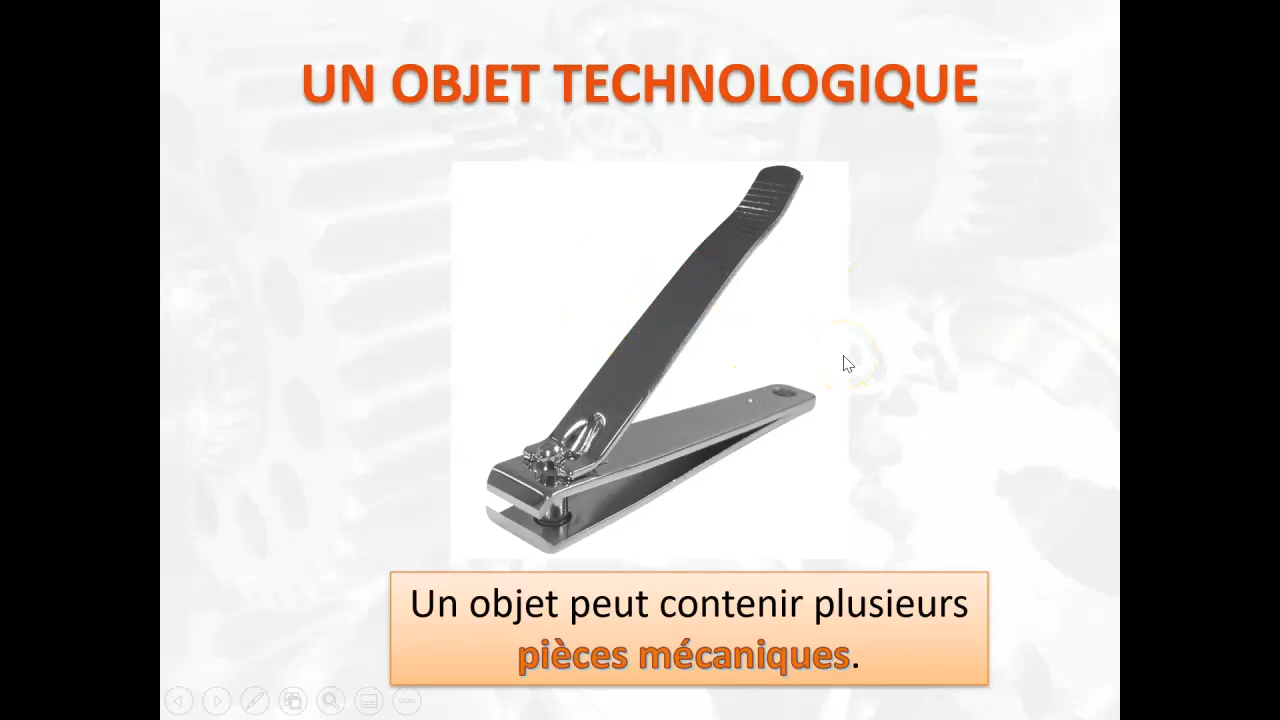 UN OBJET TECHNOLOGIQUE
Un objet peut contenir plusieurs
pièces mécaniques.